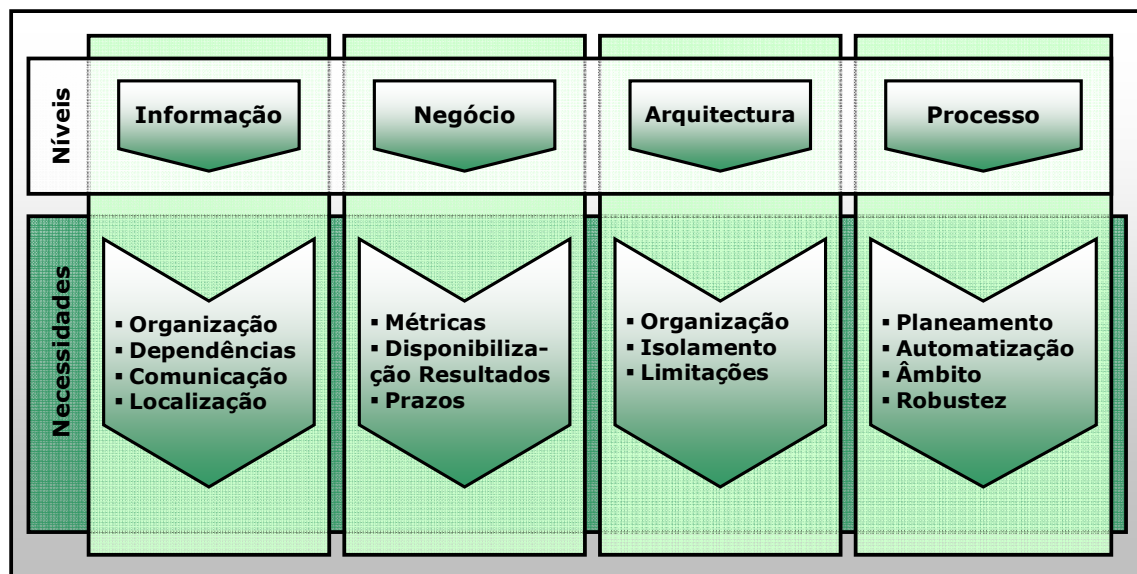 Níveis
Informação
Negócio
Arquitectura
Processo
Necessidades
▪ Organização
▪ Dependências
▪ Comunicação
▪ Localização
▪ Métricas
▪ Disponibiliza-
ção Resultados
▪ Prazos
▪ Organização
▪ Isolamento
▪ Limitações
▪ Planeamento
▪ Automatização
▪ Âmbito
▪ Robustez